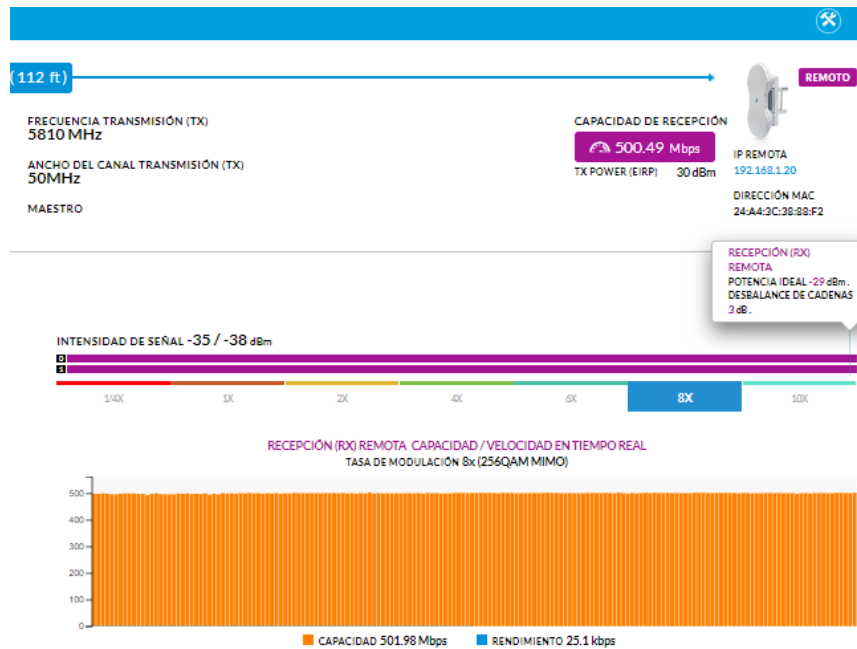 ( 112 ft)
REMOTO
FRECUENCIA TRANSMISIÓN (TX)
5810 MHz
CAPACIDAD DE RECEPCIÓN
500.49 Mbps
TX POWER (EIRP) 30 dBm
ANCHO DEL CANAL TRANSMISIÓN (TX)
50MHz
MAESTRO
IP REMOTA
192.168.1.20
DIRECCIÓN MAC
24:A4:3C:38:88:F2
RECEPCIÓN (RX)
REMOTA
POTENCIA IDEAL -29 dBm.
DESBALANCE DE CADENAS
3 dB.
INTENSIDAD DE SEÑAL -35 / -38 dBm
0
1
1/4X 1X 2X 4X 6X 8X 10X
RECEPCIÓN (RX) REMOTA CAPACIDAD / VELOCIDAD EN TIEMPO REAL
TASA DE MODULACIÓN 8x (256QAM MIMO)
500
400
300
200
100
0
CAPACIDAD 501.98 Mbps RENDIMIENTO 25.1 kbps